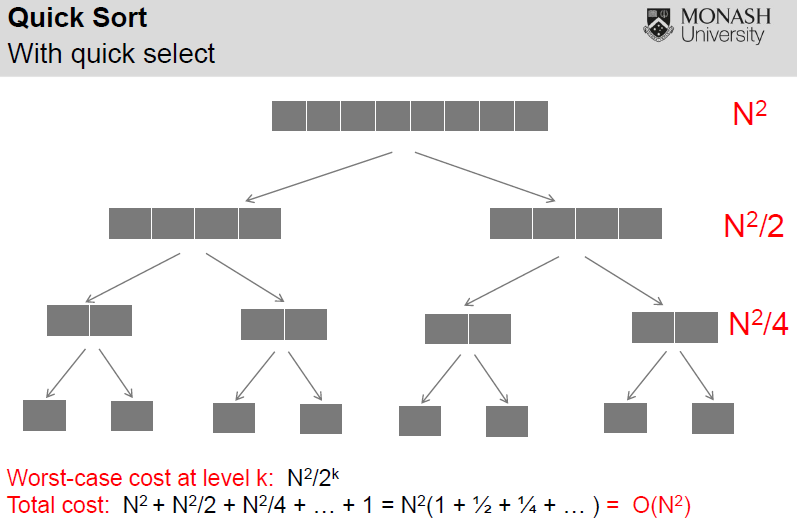 Quick Sort
With quick select
MONASH
University
N²
N²/2
N²/4
Worst-case cost at level k: N²/2ᵏ
Total cost: N² + N²/2 + N²/4 + … + 1 = N²(1 + ½ + ¼ + … ) = O(N²)